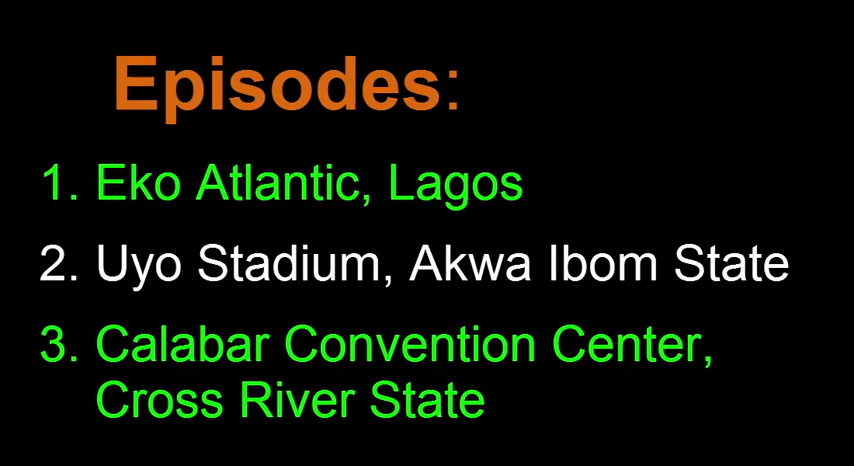 Episodes:
1. Eko Atlantic, Lagos
2. Uyo Stadium, Akwa Ibom State
3. Calabar Convention Center,
Cross River State